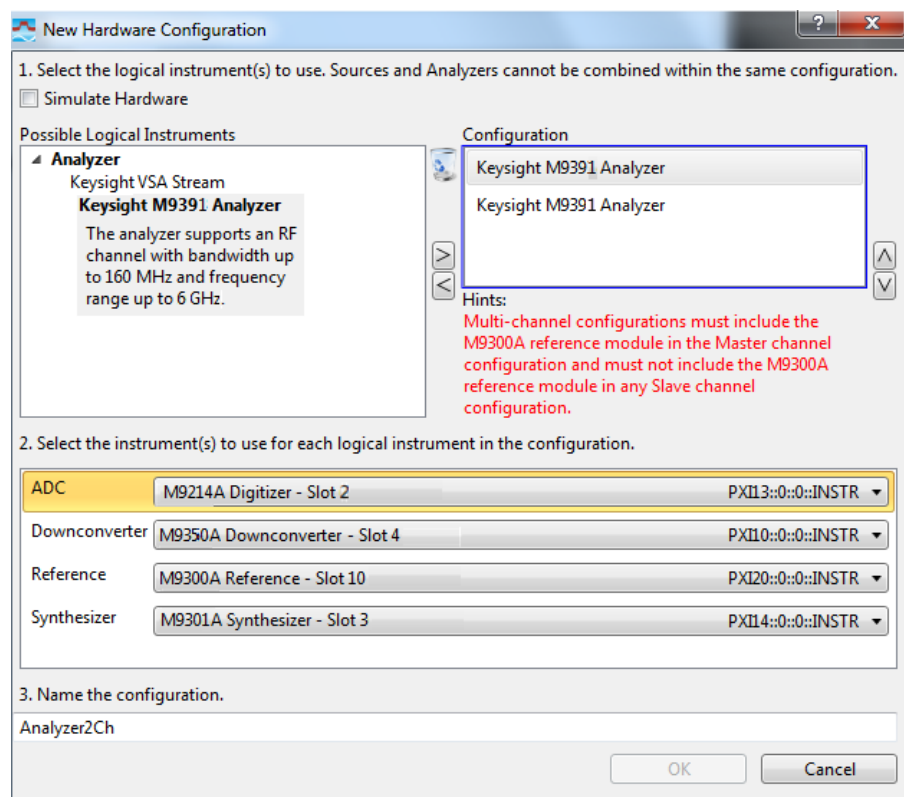 New Hardware Configuration
? X
1. Select the logical instrument(s) to use. Sources and Analyzers cannot be combined within the same configuration.
Simulate Hardware
Possible Logical Instruments
Analyzer
Keysight VSA Stream
Keysight M9391 Analyzer
The analyzer supports an RF
channel with bandwidth up
to 160 MHz and frequency
range up to 6 GHz.
>
<
Configuration
Keysight M9391 Analyzer
Keysight M9391 Analyzer
Hints:
Multi-channel configurations must include the
M9300A reference module in the Master channel
configuration and must not include the M9300A
reference module in any Slave channel
configuration.
2. Select the instrument(s) to use for each logical instrument in the configuration.
ADC M9214A Digitizer - Slot 2 PXI13::0::0::INSTR
Downconverter M9350A Downconverter - Slot 4 PXI10::0::0::INSTR
Reference M9300A Reference - Slot 10 PXI20::0::0::INSTR
Synthesizer M9301A Synthesizer - Slot 3 PXI14::0::0::INSTR
3. Name the configuration.
Analyzer2Ch
OK Cancel